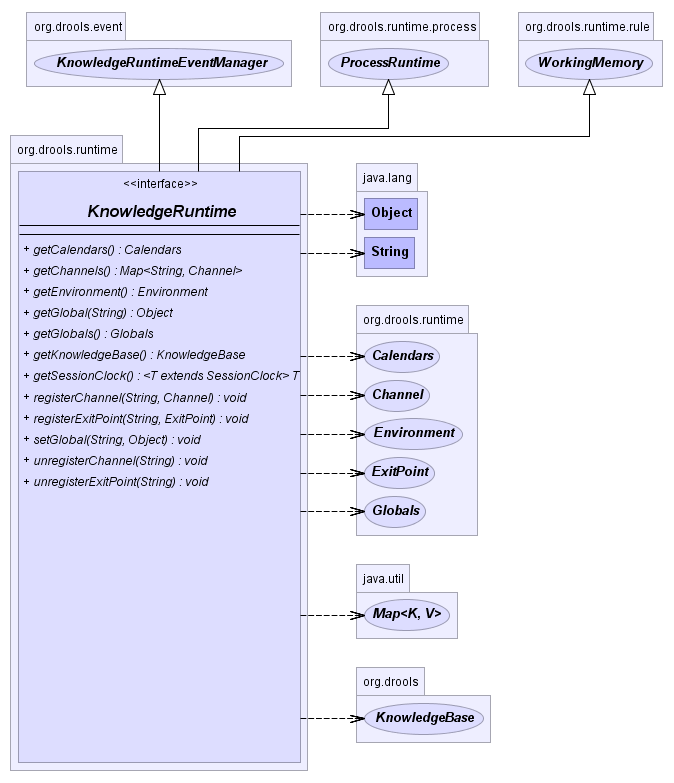 org.drools.event
KnowledgeRuntimeEventManager
org.drools.runtime.process
ProcessRuntime
org.drools.runtime.rule
WorkingMemory
org.drools.runtime
<<interface>>
KnowledgeRuntime
+ getCalendars() : Calendars
+ getChannels() : Map<String, Channel>
+ getEnvironment() : Environment
+ getGlobal(String) : Object
+ getGlobals() : Globals
+ getKnowledgeBase() : KnowledgeBase
+ getSessionClock() : <T extends SessionClock> T
+ registerChannel(String, Channel) : void
+ registerExitPoint(String, ExitPoint) : void
+ setGlobal(String, Object) : void
+ unregisterChannel(String) : void
+ unregisterExitPoint(String) : void
java.lang
Object
String
org.drools.runtime
Calendars
Channel
Environment
ExitPoint
Globals
java.util
Map<K, V>
org.drools
KnowledgeBase